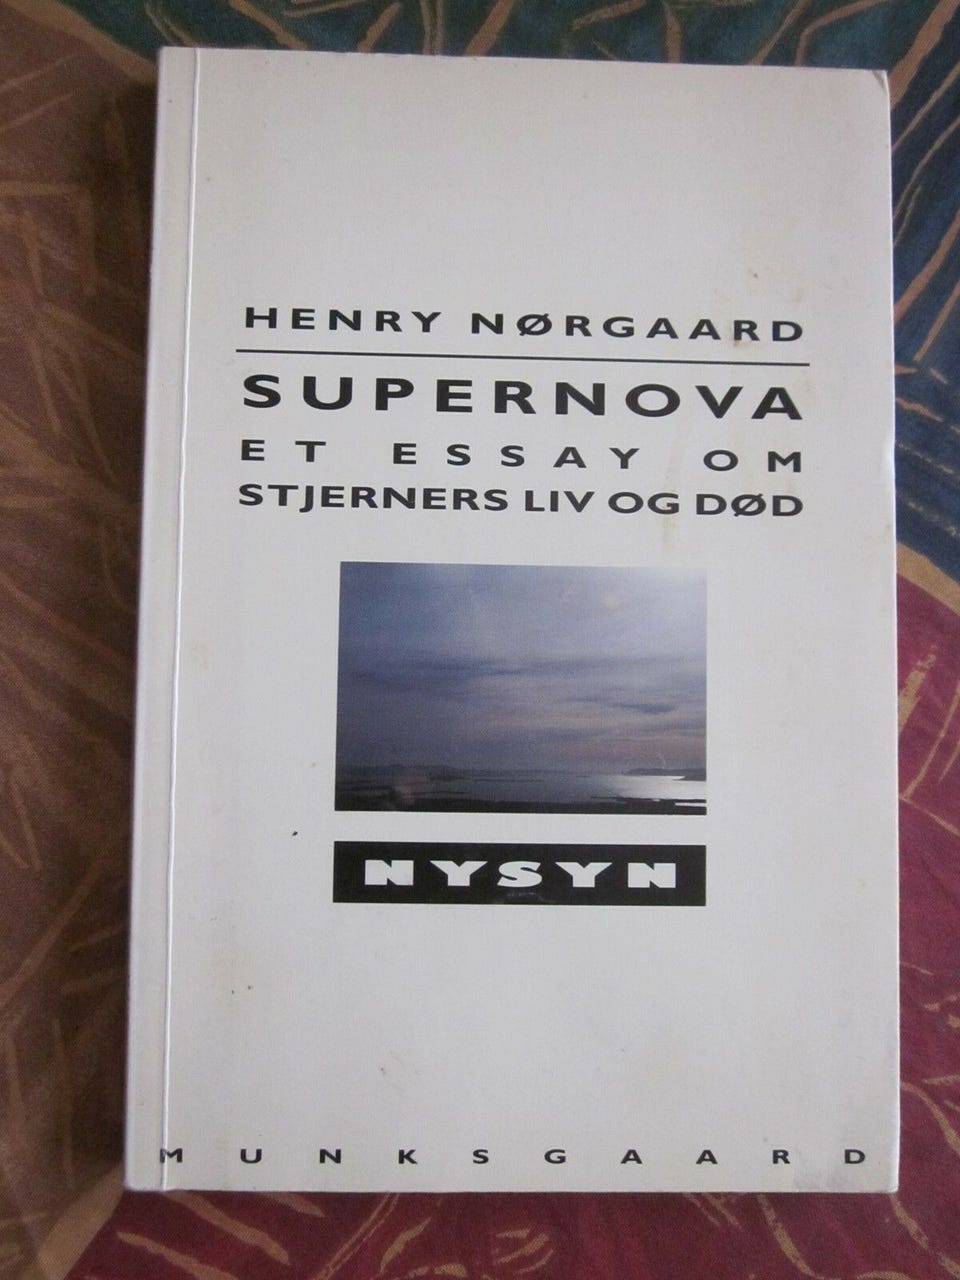 HENRY NØRGAARD
SUPERNOVA
ET ESSAY OM
STJERNERS LIV OG DØD
NYSYN
MUNKSGAARD